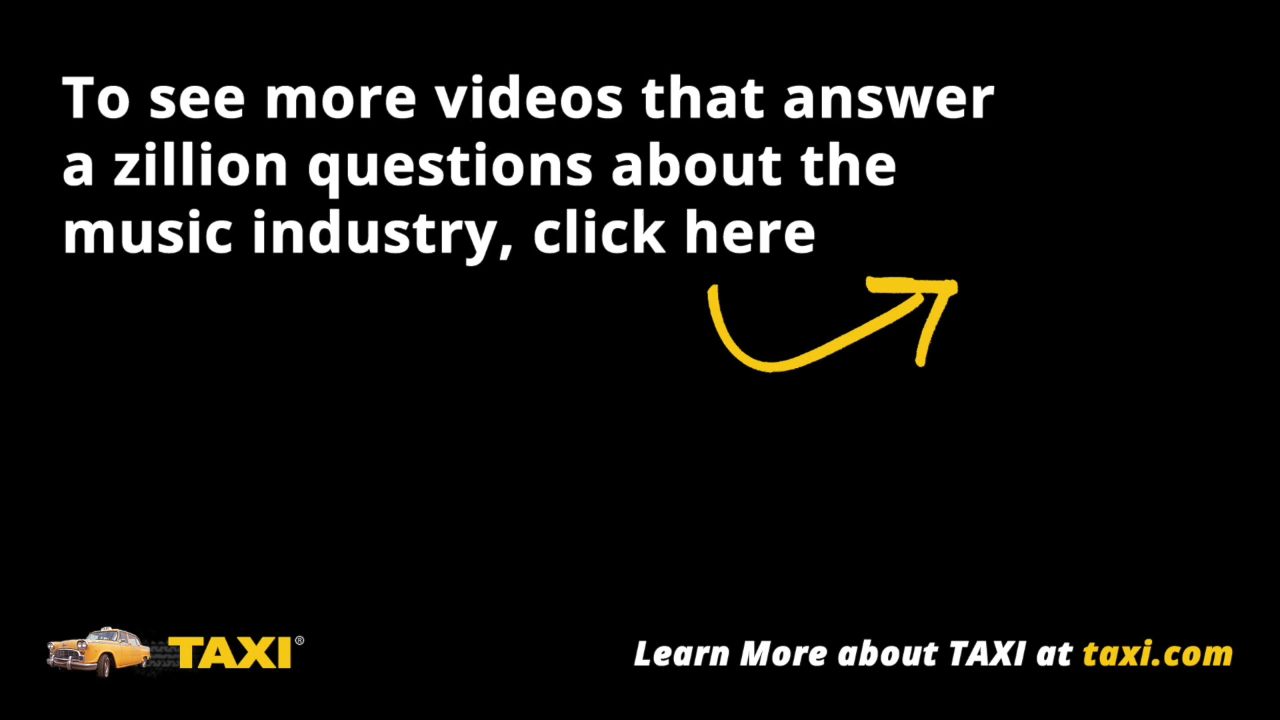 To see more videos that answer
a zillion questions about the
music industry, click here
TAXI®
Learn More about TAXI at taxi.com